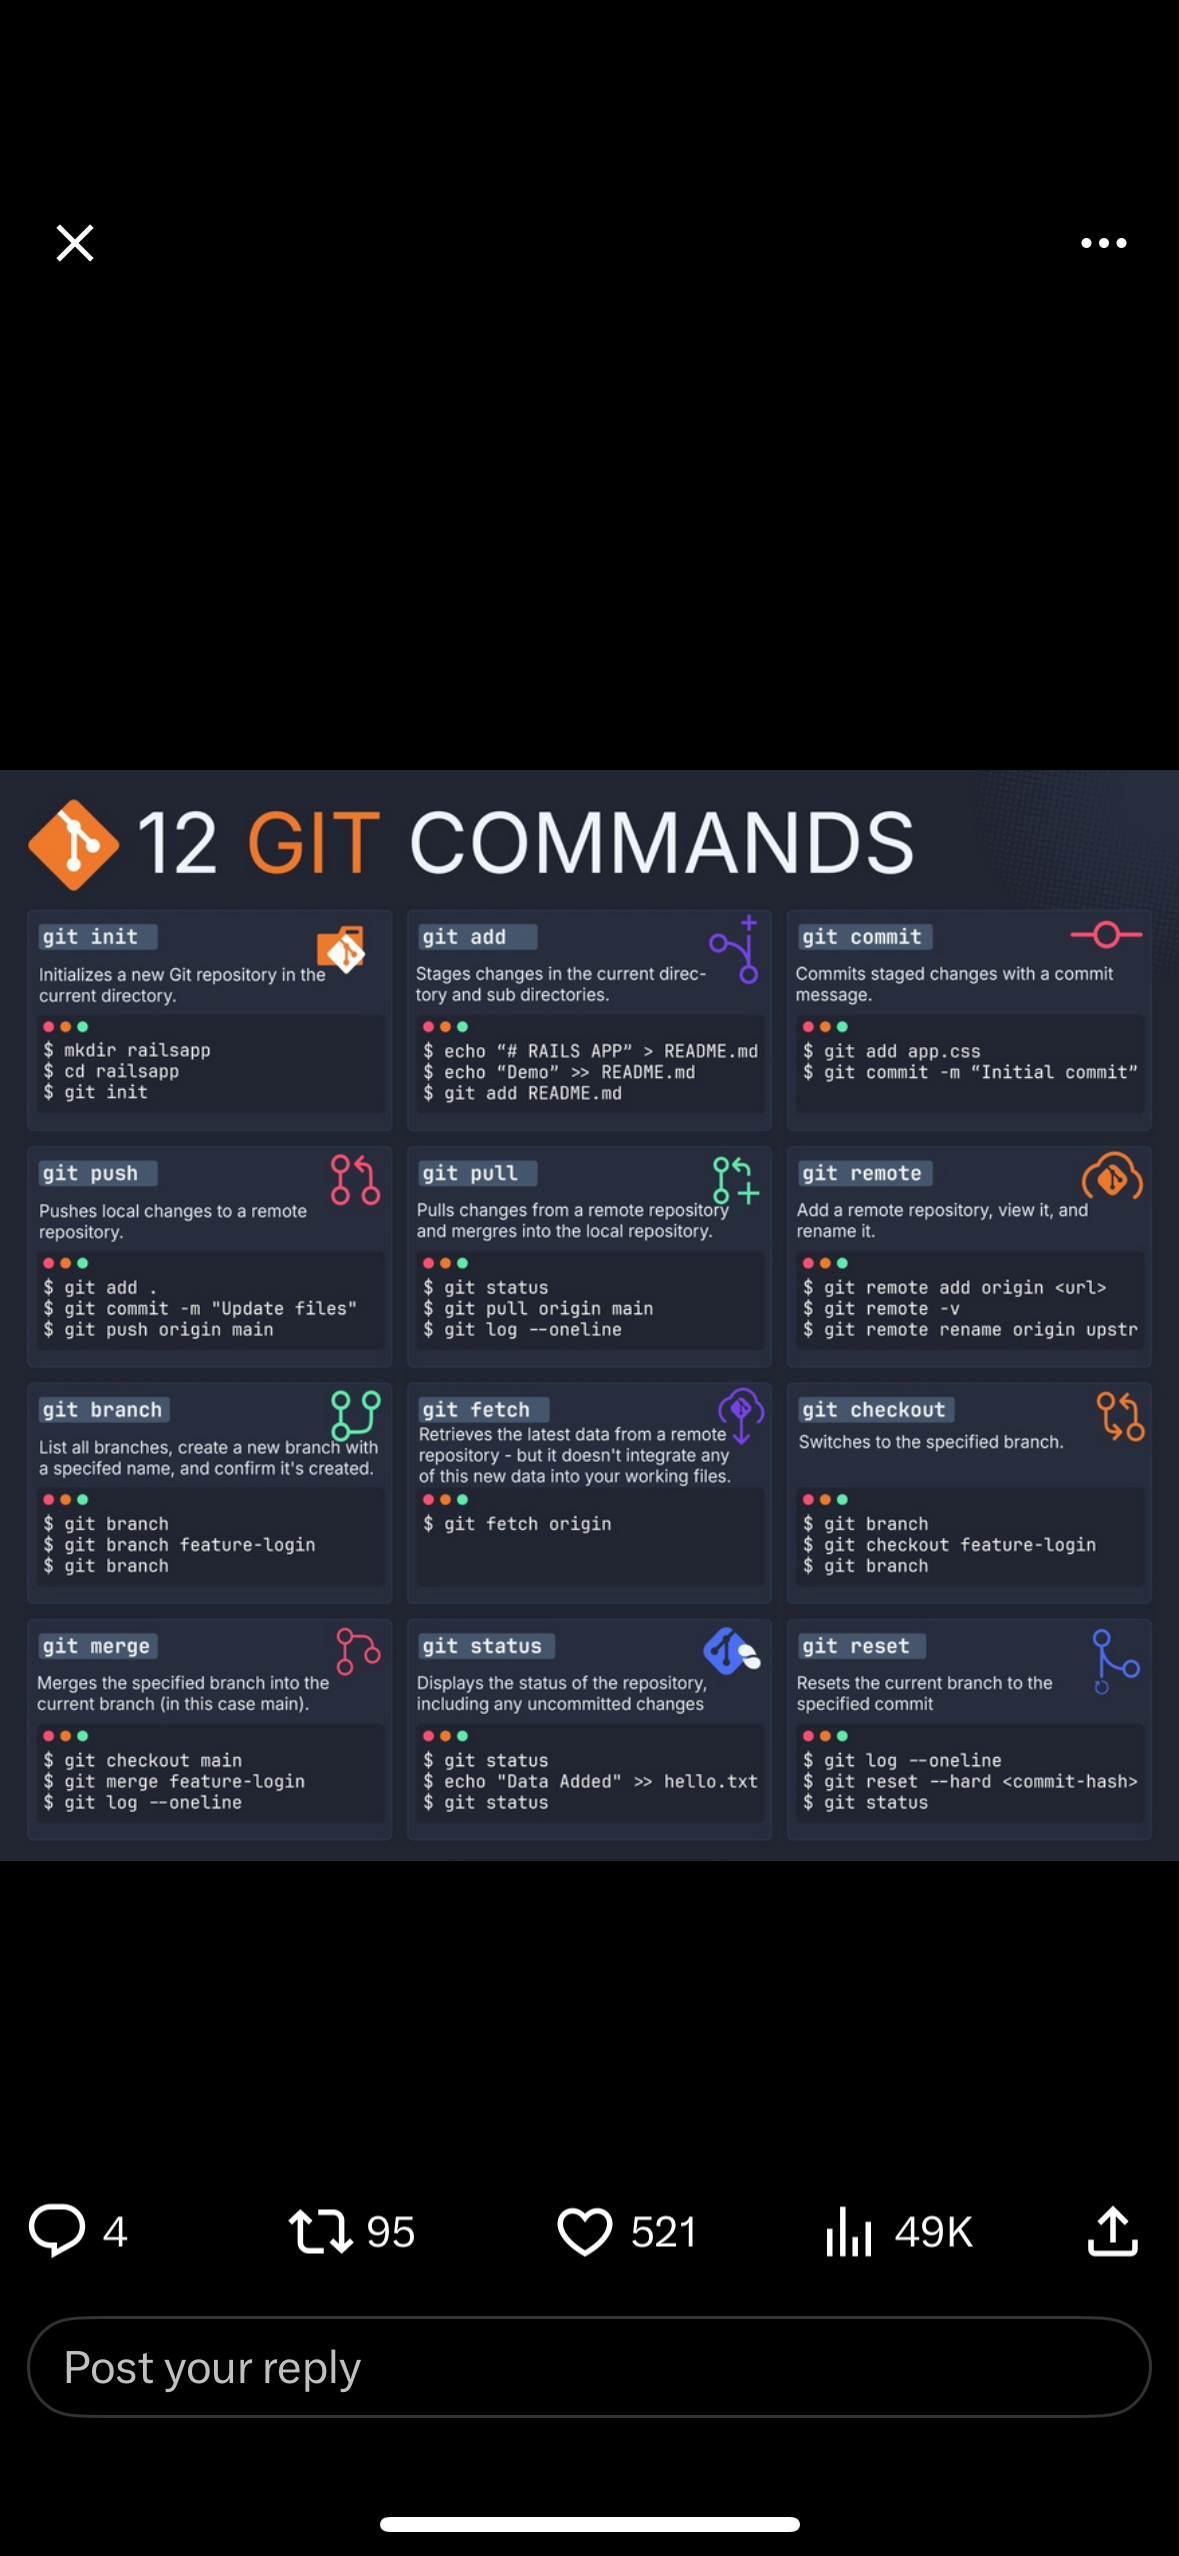 12 GIT COMMANDS
git init
Initializes a new Git repository in the
current directory.
$ mkdir railsapp
$ cd railsapp
$ git init
git add
Stages changes in the current direc-
tory and sub directories.
$ echo “# RAILS APP” > README.md
$ echo “Demo” >> README.md
$ git add README.md
git commit
Commits staged changes with a commit
message.
$ git add app.css
$ git commit -m “Initial commit”
git push
Pushes local changes to a remote
repository.
$ git add .
$ git commit -m "Update files"
$ git push origin main
git pull
Pulls changes from a remote repository
and mergres into the local repository.
$ git status
$ git pull origin main
$ git log --oneline
git remote
Add a remote repository, view it, and
rename it.
$ git remote add origin <url>
$ git remote -v
$ git remote rename origin upstr
git branch
List all branches, create a new branch with
a specifed name, and confirm it's created.
$ git branch
$ git branch feature-login
$ git branch
git fetch
Retrieves the latest data from a remote
repository - but it doesn't integrate any
of this new data into your working files.
$ git fetch origin
git checkout
Switches to the specified branch.
$ git branch
$ git checkout feature-login
$ git branch
git merge
Merges the specified branch into the
current branch (in this case main).
$ git checkout main
$ git merge feature-login
$ git log --oneline
git status
Displays the status of the repository,
including any uncommitted changes
$ git status
$ echo "Data Added" >> hello.txt
$ git status
git reset
Resets the current branch to the
specified commit
$ git log --oneline
$ git reset --hard <commit-hash>
$ git status
4 95 521 49K
Post your reply